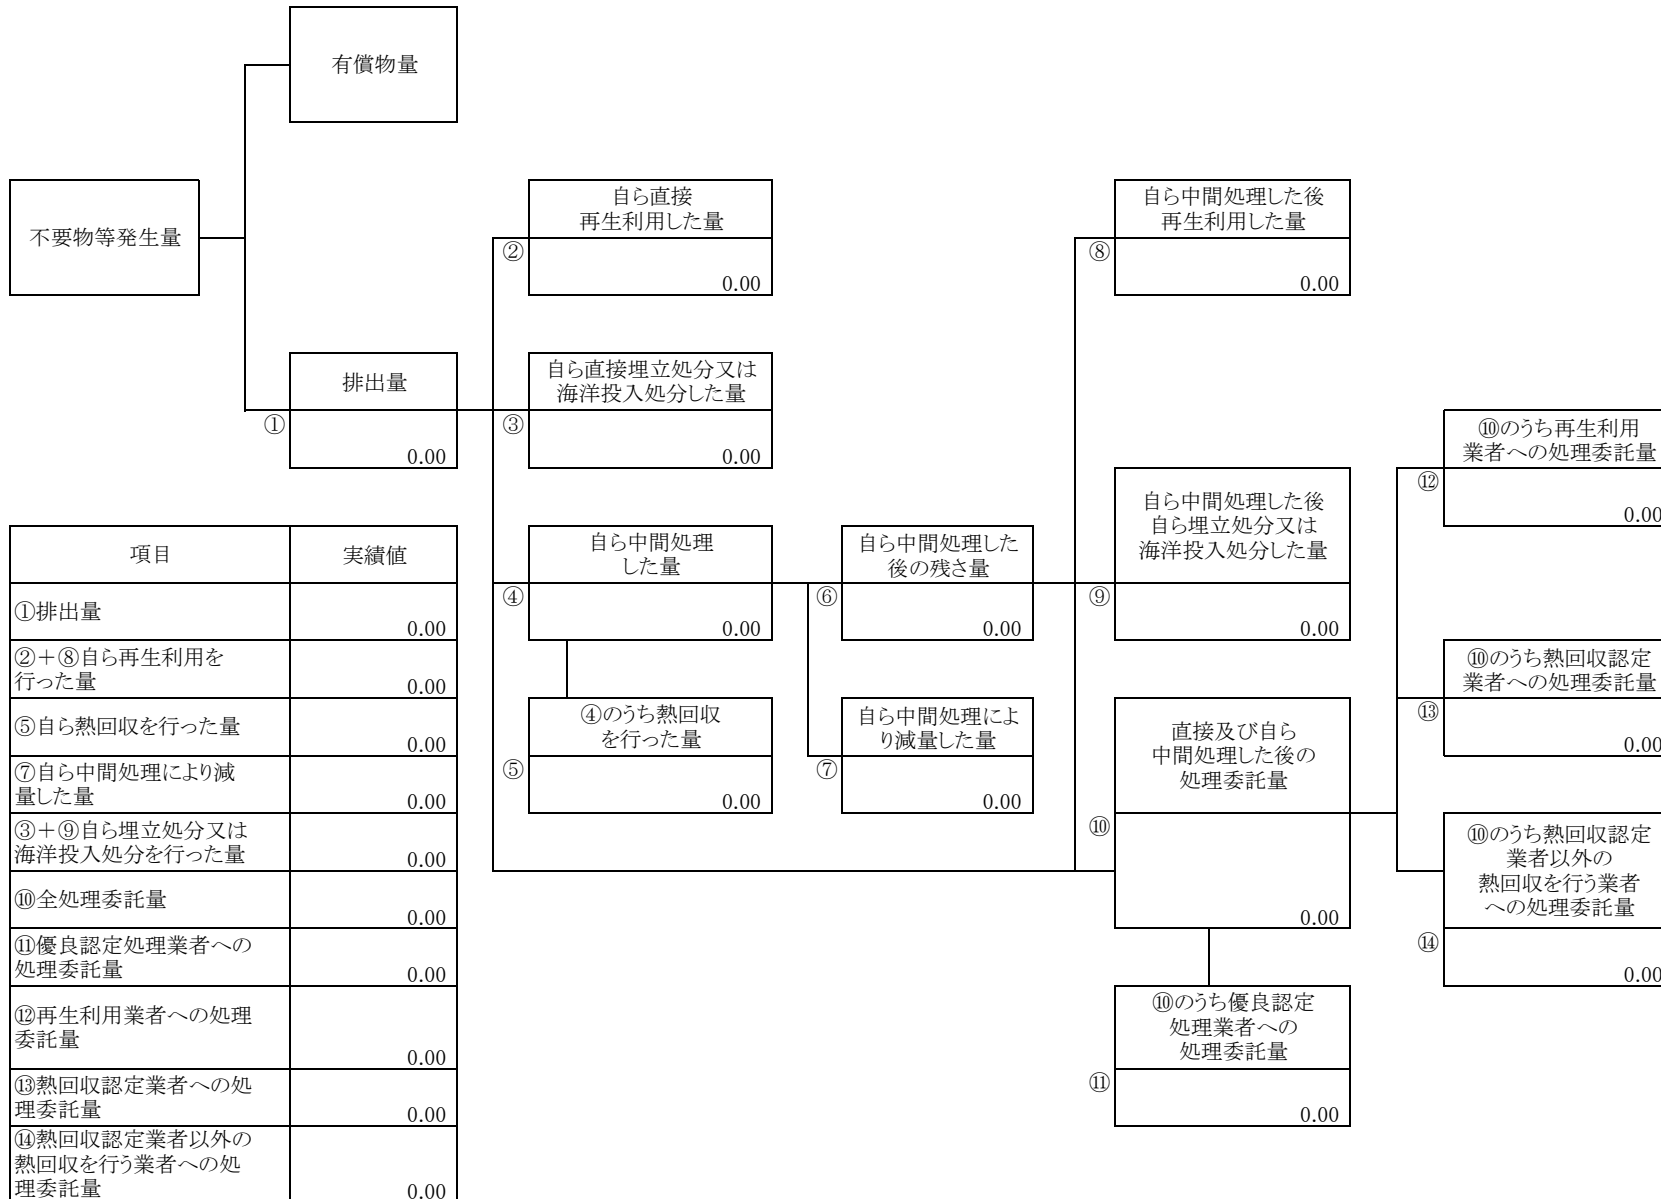 有償物量
不要物等発生量
自ら直接
再生利用した量
②
0.00
自ら中間処理した後
再生利用した量
⑧
0.00
排出量
①
0.00
自ら直接埋立処分又は
海洋投入処分した量
③
0.00
⑩のうち再生利用
業者への処理委託量
⑫
0.00
自ら中間処理
した量
④
0.00
自ら中間処理した
後の残さ量
⑥
0.00
自ら中間処理した後
自ら埋立処分又は
海洋投入処分した量
⑨
0.00
⑩のうち熱回収認定
業者への処理委託量
⑬
0.00
④のうち熱回収
を行った量
⑤
0.00
自ら中間処理によ
り減量した量
⑦
0.00
直接及び自ら
中間処理した後の
処理委託量
⑩
0.00
⑩のうち熱回収認定
業者以外の
熱回収を行う業者
への処理委託量
⑭
0.00
⑩のうち優良認定
処理業者への
処理委託量
⑪
0.00
項目 実績値
①排出量
0.00
②+⑧自ら再生利用を
行った量
0.00
⑤自ら熱回収を行った量
0.00
⑦自ら中間処理により減
量した量
0.00
③+⑨自ら埋立処分又は
海洋投入処分を行った量
0.00
⑩全処理委託量
0.00
⑪優良認定処理業者への
処理委託量
0.00
⑫再生利用業者への処理
委託量
0.00
⑬熱回収認定業者への処
理委託量
0.00
⑭熱回収認定業者以外の
熱回収を行う業者への処
理委託量
0.00